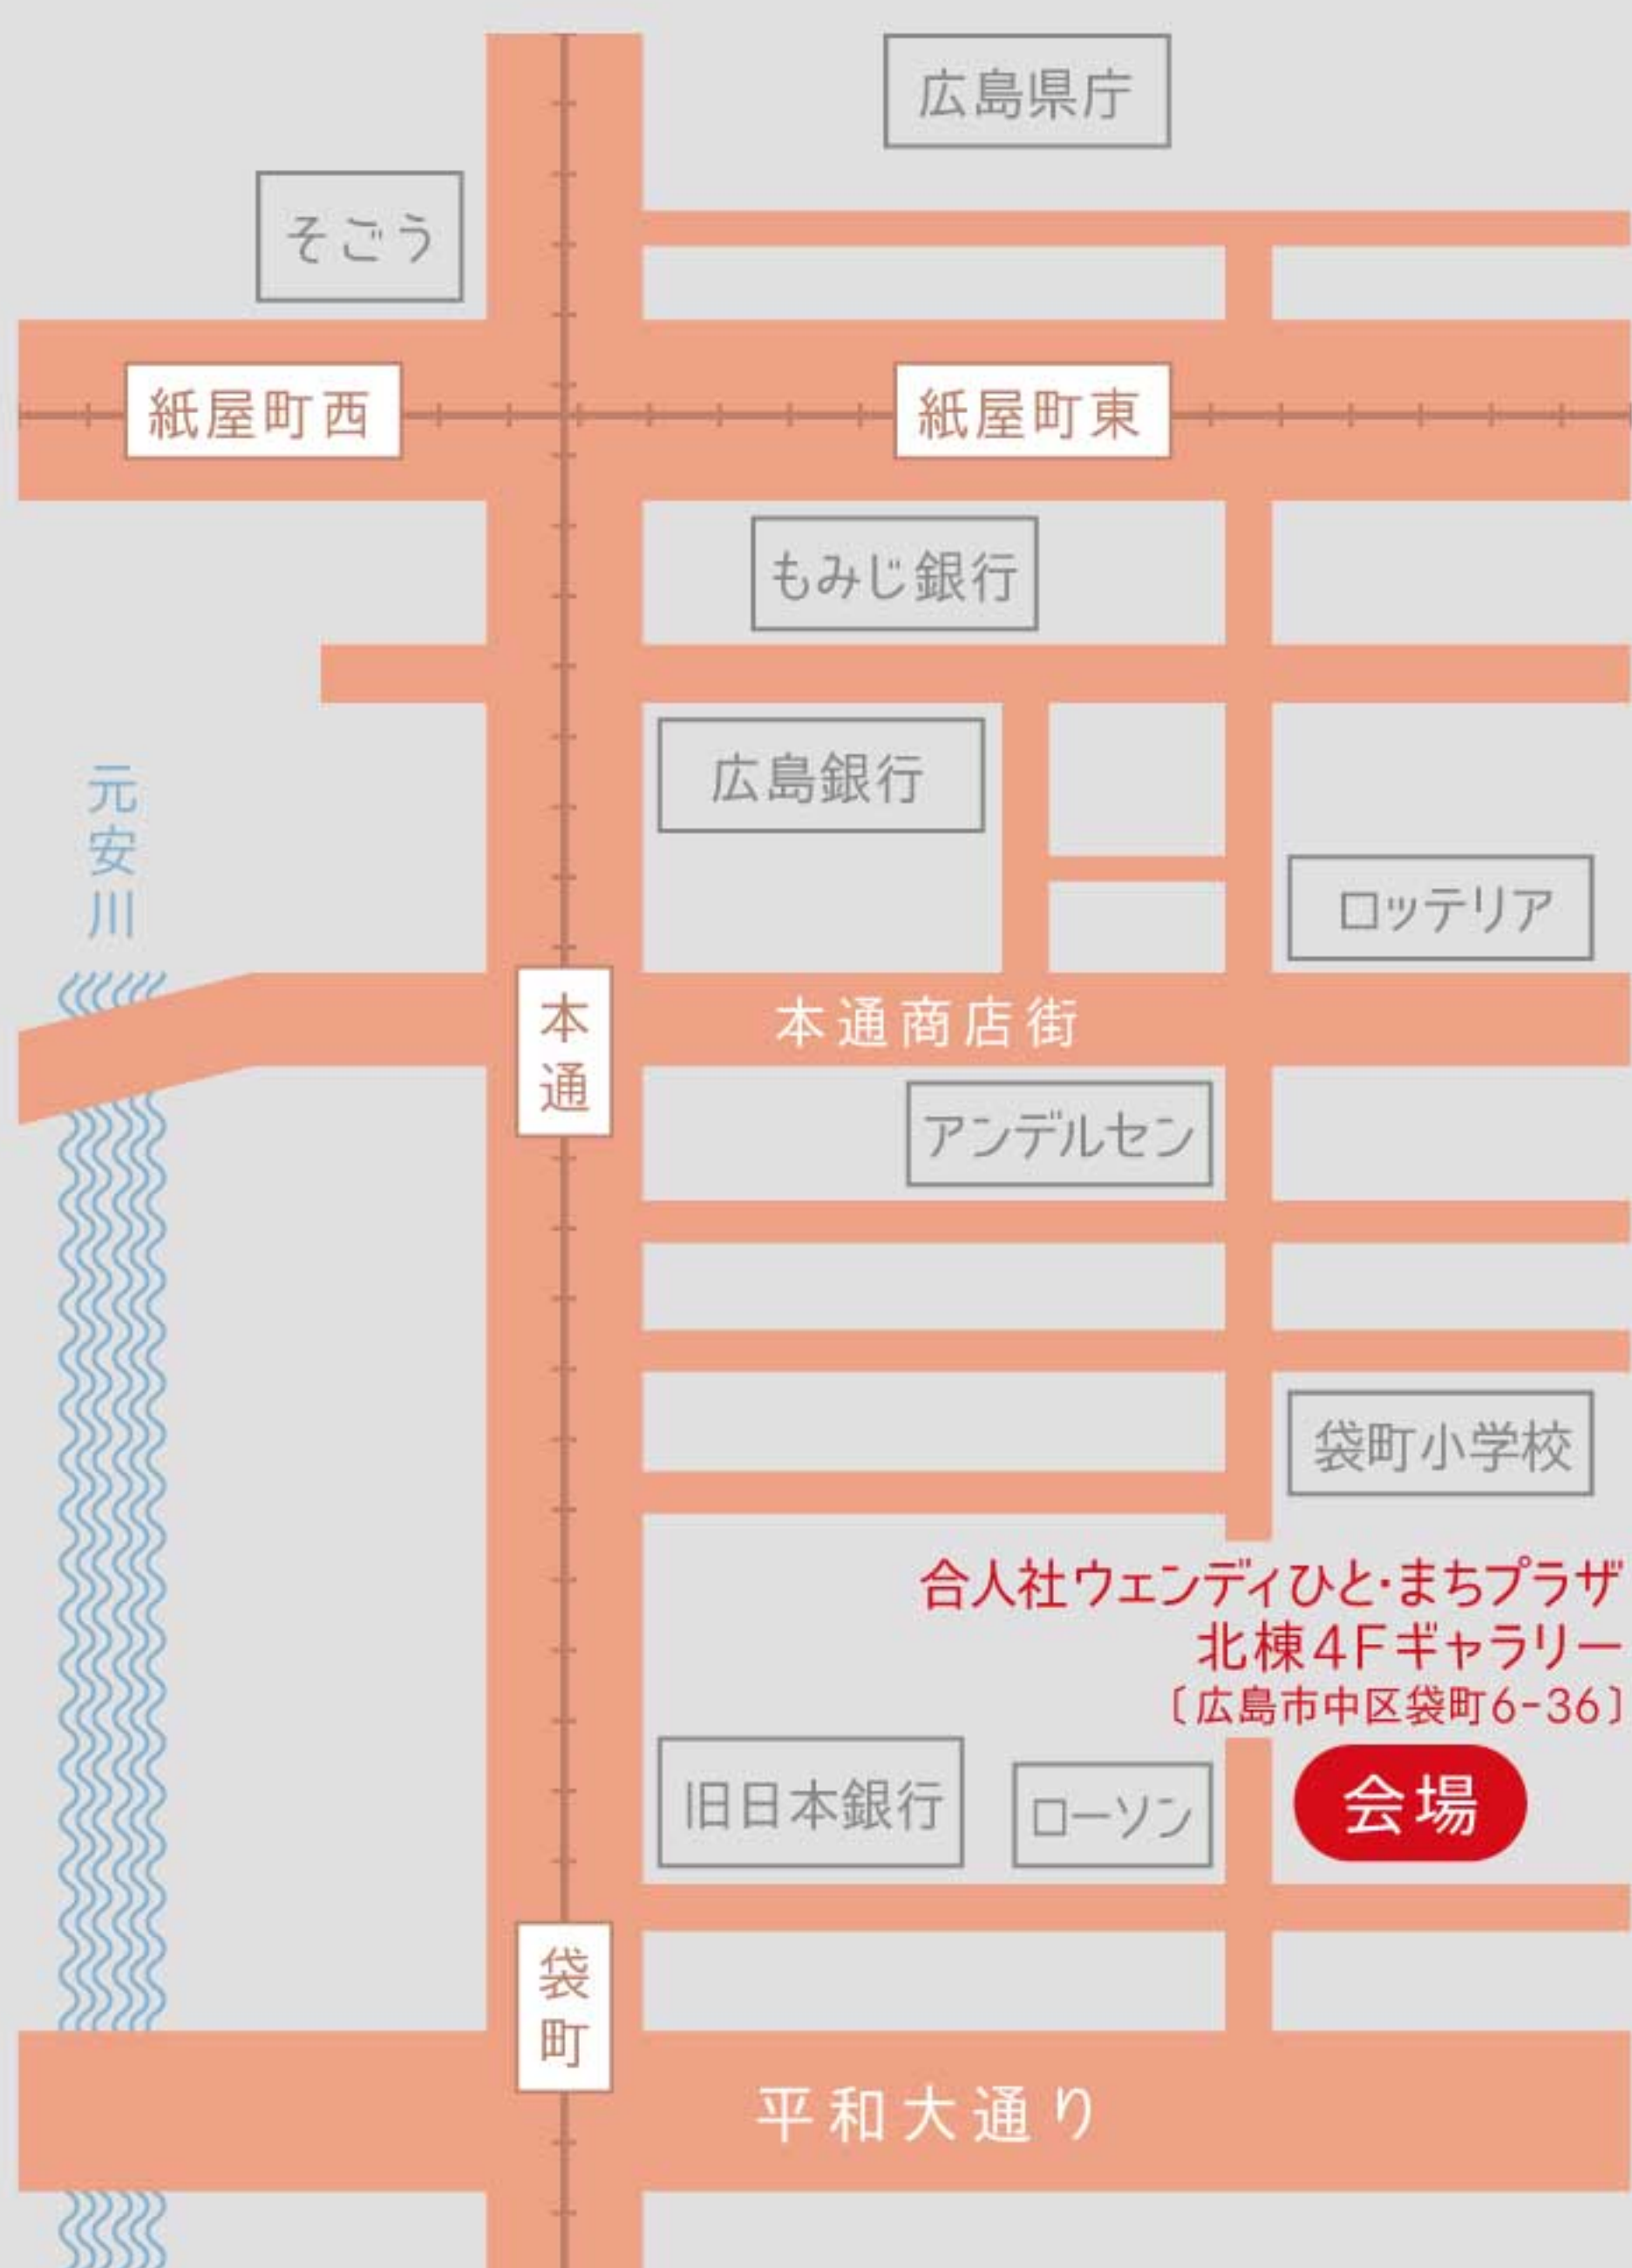 広島県庁
そごう
紙屋町西
紙屋町東
もみじ銀行
広島銀行
元安川
ロッテリア
本通
本通商店街
アンデルセン
袋町小学校
合人社ウェンディひと・まちプラザ
北棟4Fギャラリー
〔広島市中区袋町6-36〕
旧日本銀行
ローソン
会場
袋町
平和大通り